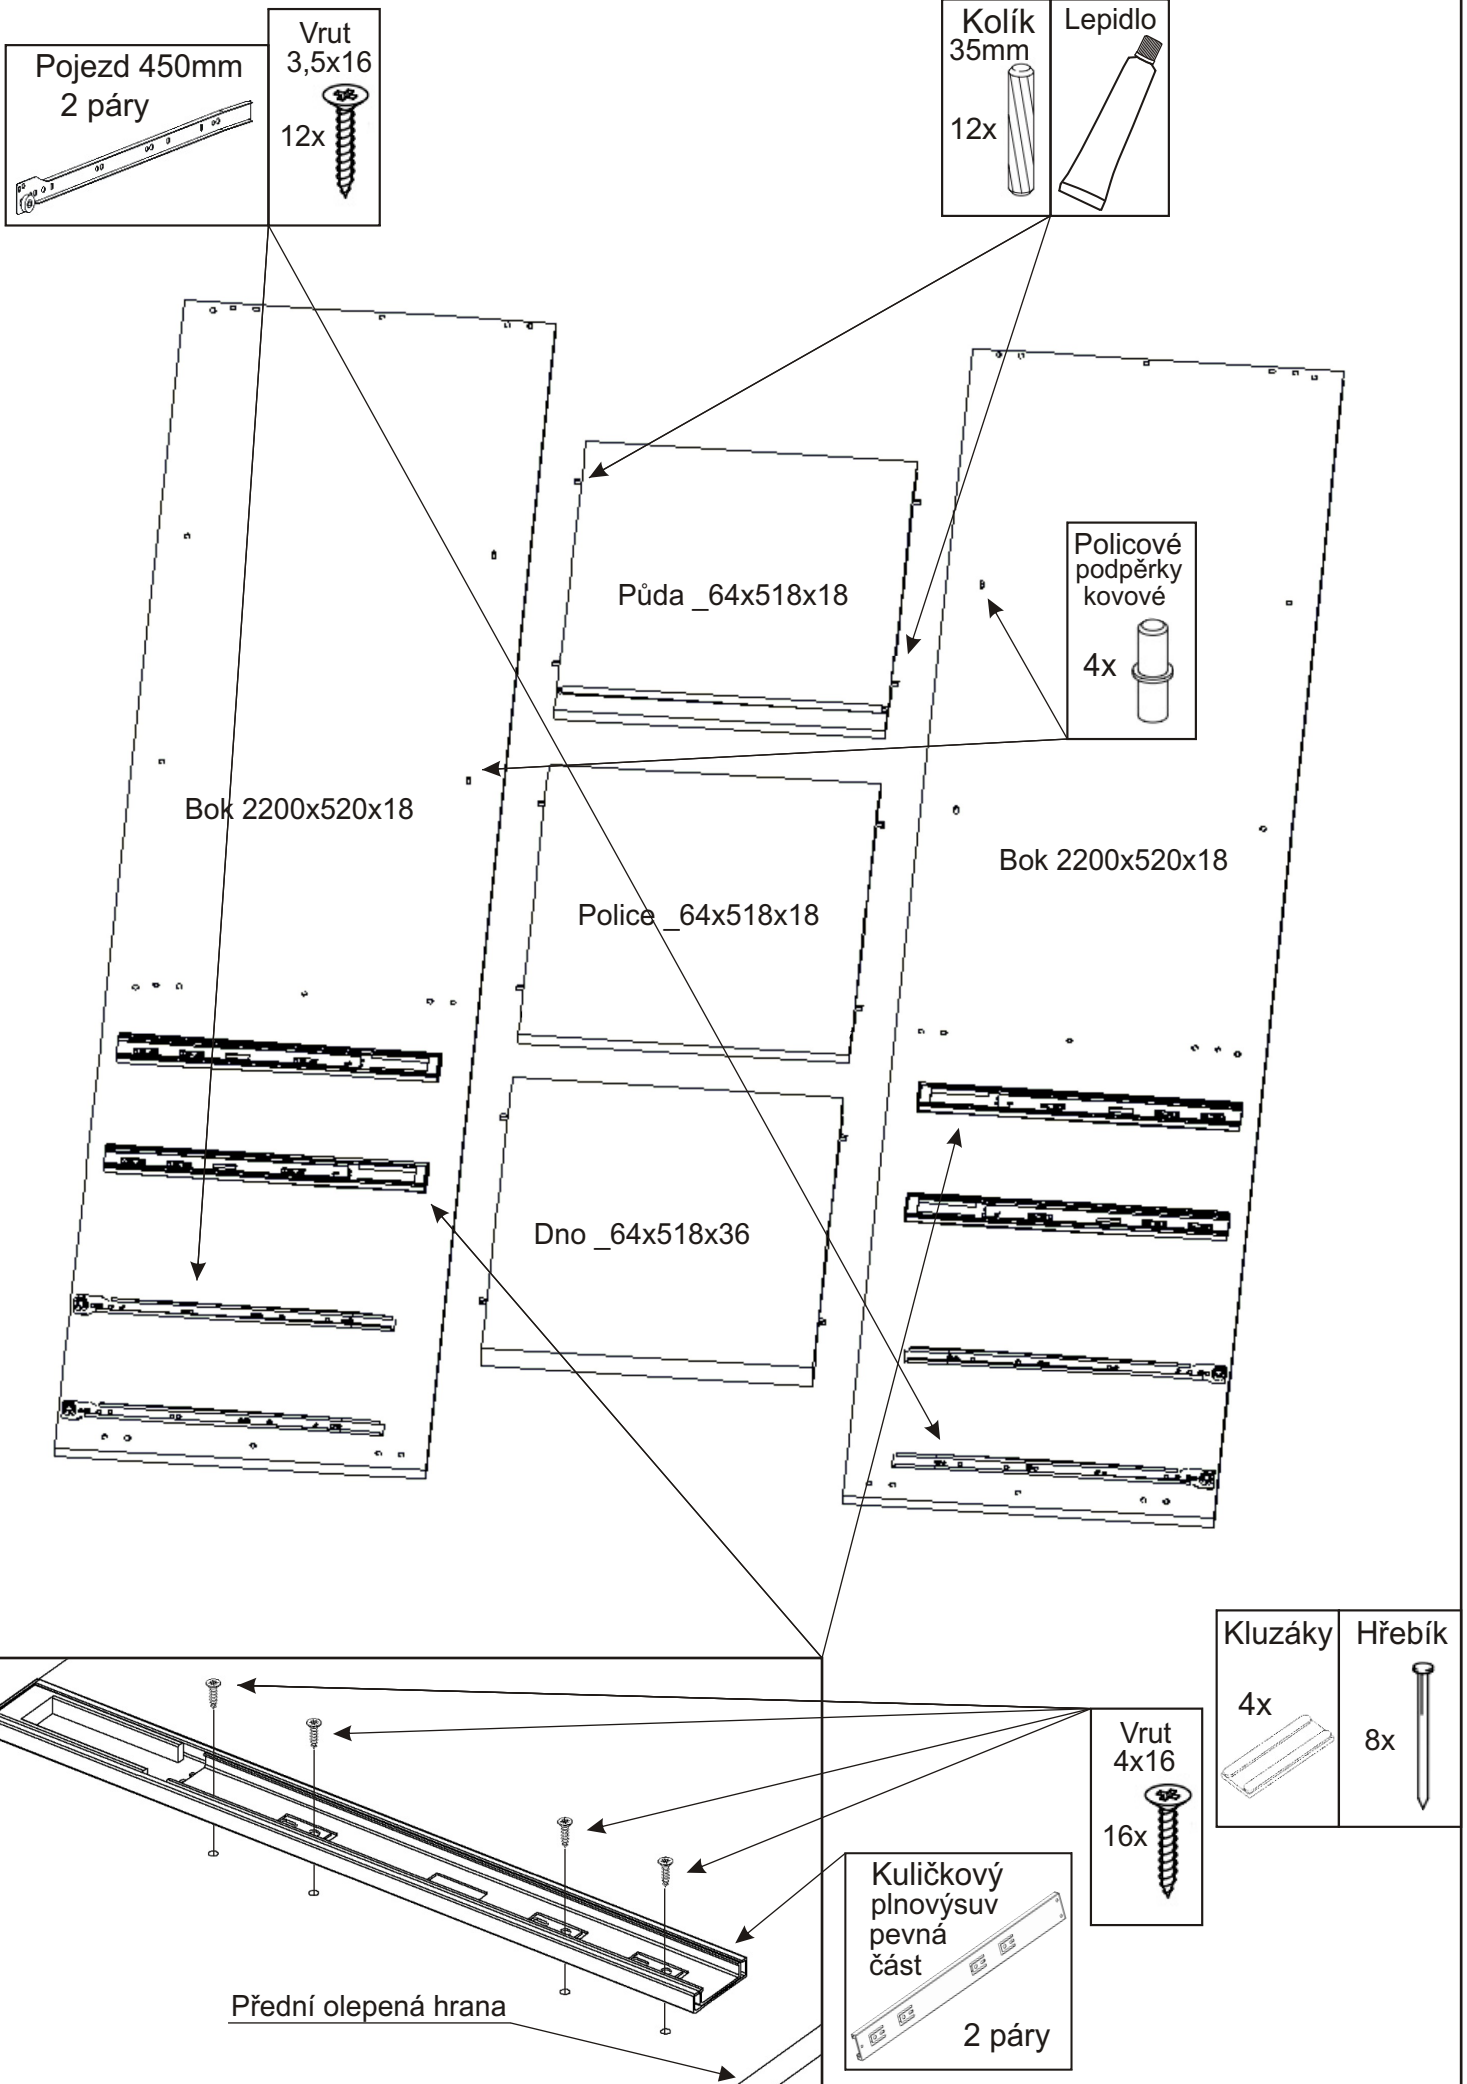 Pojezd 450mm
2 páry
Vrut
3,5x16
12x
Kolík
35mm
12x
Lepidlo
Půda _64x518x18
Policové
podpěrky
kovové
4x
Bok 2200x520x18
Bok 2200x520x18
Police _64x518x18
Dno _64x518x36
Kluzáky
4x
Hřebík
8x
Vrut
4x16
16x
Kuličkový
plnovýsuv
pevná
část
2 páry
Přední olepená hrana